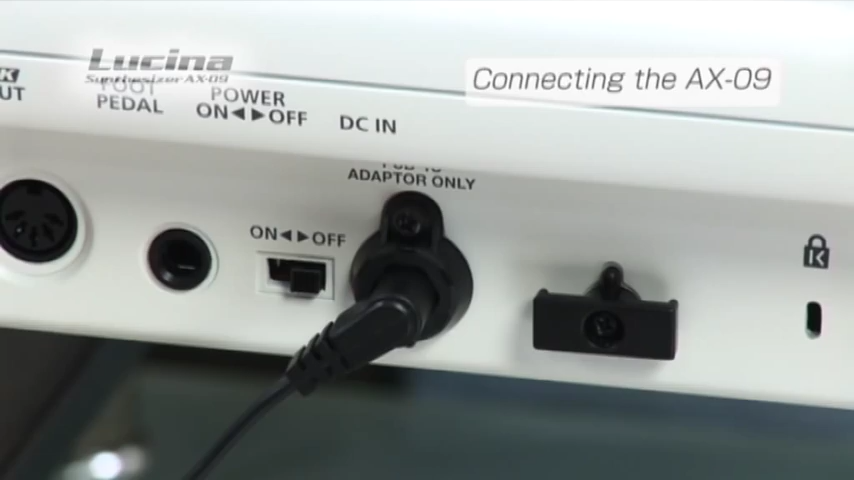 Lucina
Synthesizer AX-09
Connecting the AX-09
K
UT
FOOT
PEDAL
POWER
ON◀ ▶OFF
DC IN
ADAPTOR ONLY
ON◀ ▶OFF
K